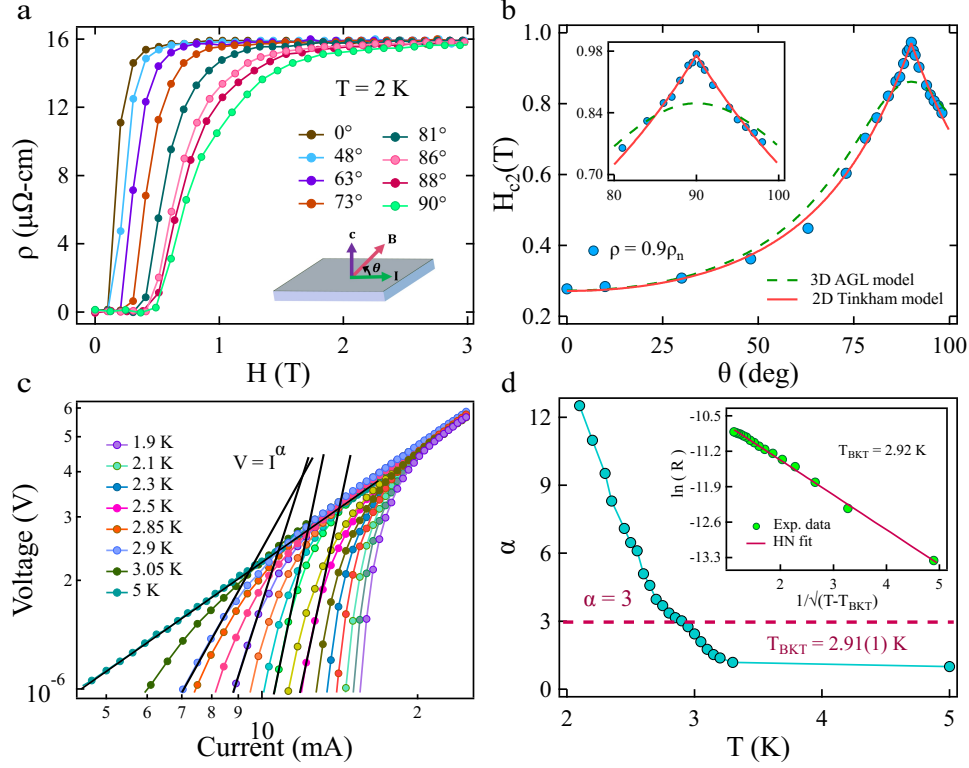 a
16
12
8
4
0
ρ (μΩ-cm)
T = 2 K
0°
48°
63°
73°
81°
86°
88°
90°
c
B
θ
I
0
1
2
3
H (T)
b
1.0
0.8
0.6
0.4
0.2
H_c2(T)
0.98
0.84
0.70
80
90
100
ρ = 0.9ρ_n
3D AGL model
2D Tinkham model
0
25
50
75
100
θ (deg)
c
6
5
4
3
2
10^-6
Voltage (V)
1.9 K
2.1 K
2.3 K
2.5 K
2.85 K
2.9 K
3.05 K
5 K
V = I^α
5
6
7
8
9
10
2
Current (mA)
d
12
9
6
3
0
α
-10.5
-11.2
-11.9
-12.6
-13.3
ln ( R )
T_BKT = 2.92 K
Exp. data
HN fit
2
3
4
5
1/√(T-T_BKT)
α = 3
T_BKT = 2.91(1) K
2
3
4
5
T (K)